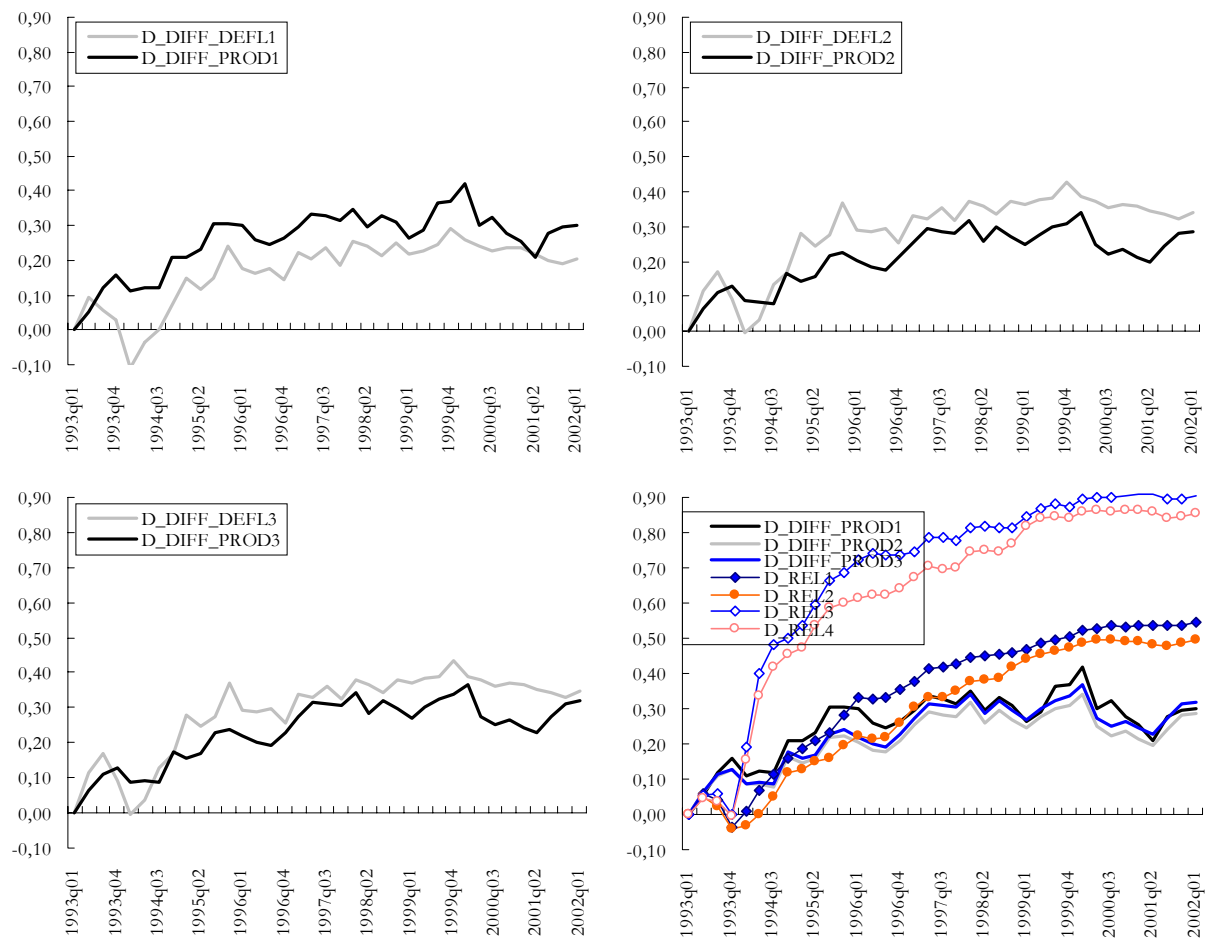 0,90
0,80
0,70
0,60
0,50
0,40
0,30
0,20
0,10
0,00
-0,10
D_DIFF_DEFL1
D_DIFF_PROD1
1993q01
1993q04
1994q03
1995q02
1996q01
1996q04
1997q03
1998q02
1999q01
1999q04
2000q03
2001q02
2002q01
0,90
0,80
0,70
0,60
0,50
0,40
0,30
0,20
0,10
0,00
-0,10
D_DIFF_DEFL2
D_DIFF_PROD2
1993q01
1993q04
1994q03
1995q02
1996q01
1996q04
1997q03
1998q02
1999q01
1999q04
2000q03
2001q02
2002q01
0,90
0,80
0,70
0,60
0,50
0,40
0,30
0,20
0,10
0,00
-0,10
D_DIFF_DEFL3
D_DIFF_PROD3
1993q01
1993q04
1994q03
1995q02
1996q01
1996q04
1997q03
1998q02
1999q01
1999q04
2000q03
2001q02
2002q01
0,90
0,80
0,70
0,60
0,50
0,40
0,30
0,20
0,10
0,00
-0,10
D_DIFF_PROD1
D_DIFF_PROD2
D_DIFF_PROD3
D_REL1
D_REL2
D_REL3
D_REL4
1993q01
1993q04
1994q03
1995q02
1996q01
1996q04
1997q03
1998q02
1999q01
1999q04
2000q03
2001q02
2002q01